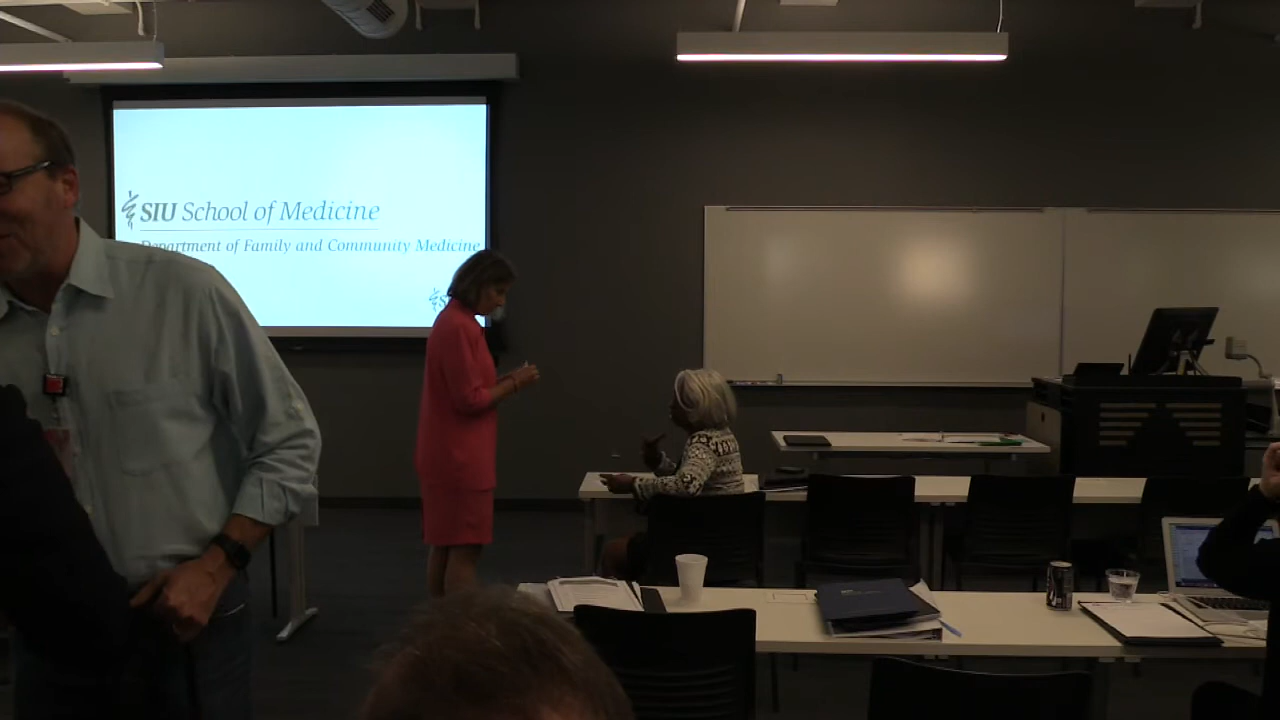 SIU School of Medicine
Department of Family and Community Medicine